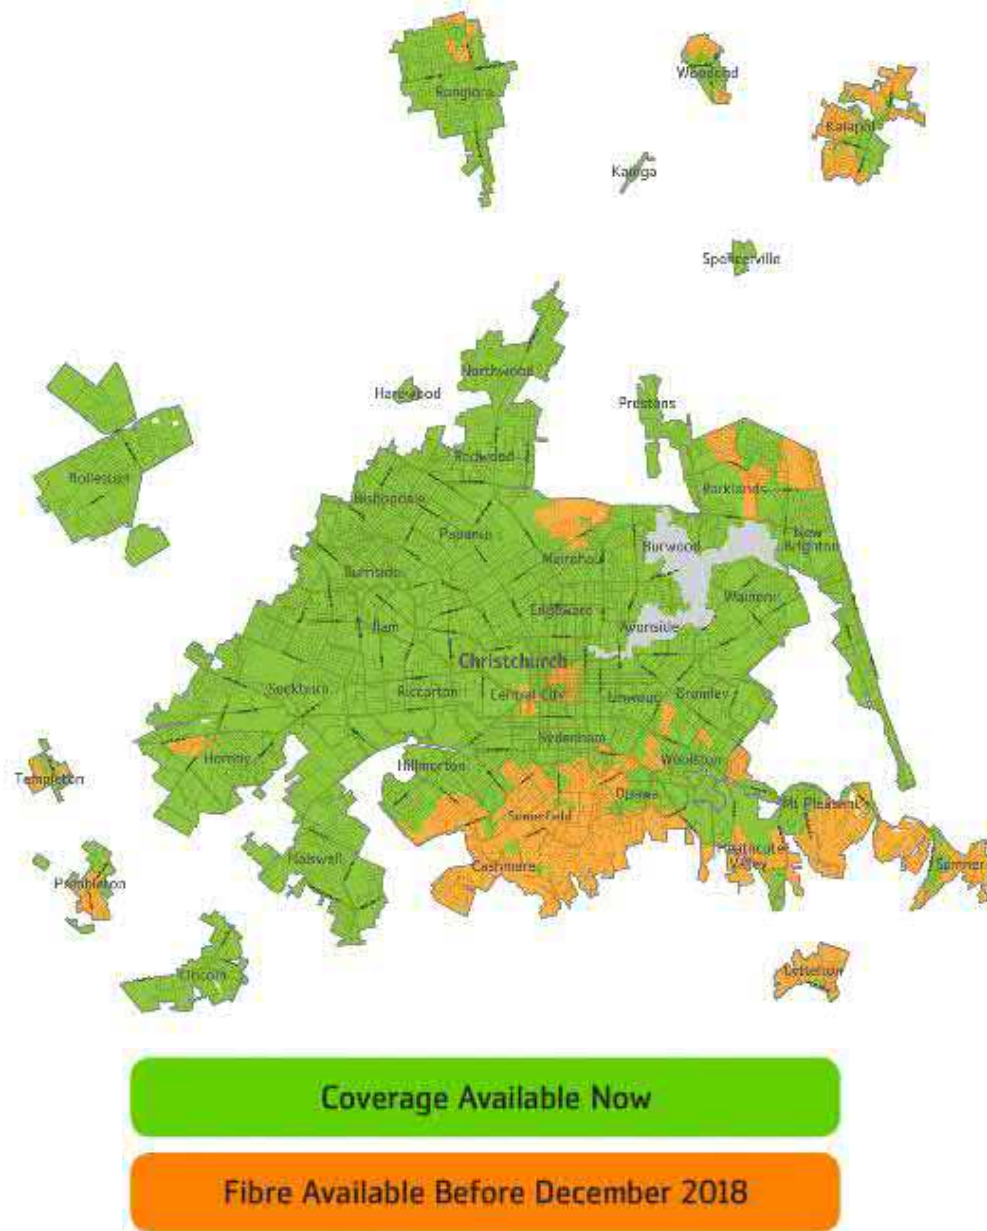 Rangiora
Woodend
Kaiapoi
Kainga
Spencerville
Northwood
Harewood
Prestons
Redwood
Rolleston
Parklands
Bishopdale
Papanui
New
Brighton
Burwood
Mairehau
Burnside
Wainoni
Edgeware
Ilam
Avonside
Christchurch
Sockburn
Riccarton
Central City
Linwood
Bromley
Sydenham
Hornby
Hillmorton
Woolston
Templeton
Opawa
Mt Pleasant
Somerfield
Heathcote
Valley
Halswell
Cashmere
Sumner
Prebbleton
Lincoln
Lyttelton
Coverage Available Now
Fibre Available Before December 2018